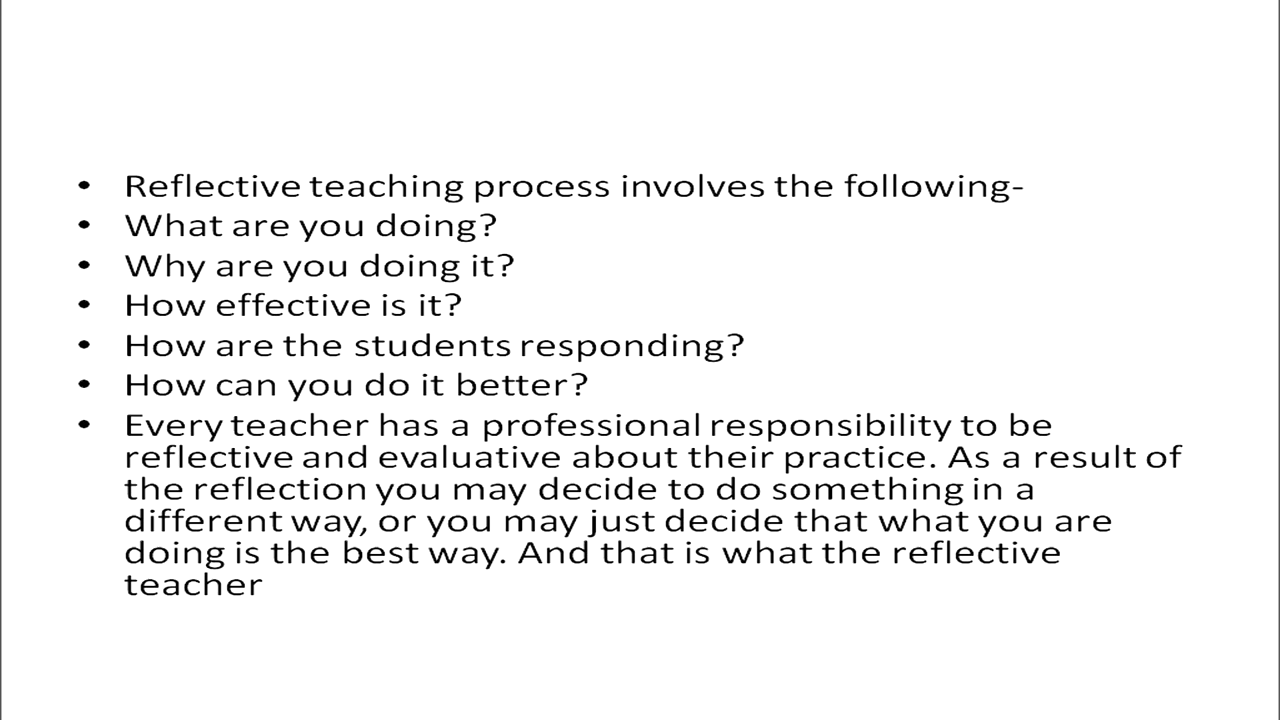 • Reflective teaching process involves the following-
• What are you doing?
• Why are you doing it?
• How effective is it?
• How are the students responding?
• How can you do it better?
• Every teacher has a professional responsibility to be
reflective and evaluative about their practice. As a result of
the reflection you may decide to do something in a
different way, or you may just decide that what you are
doing is the best way. And that is what the reflective
teacher